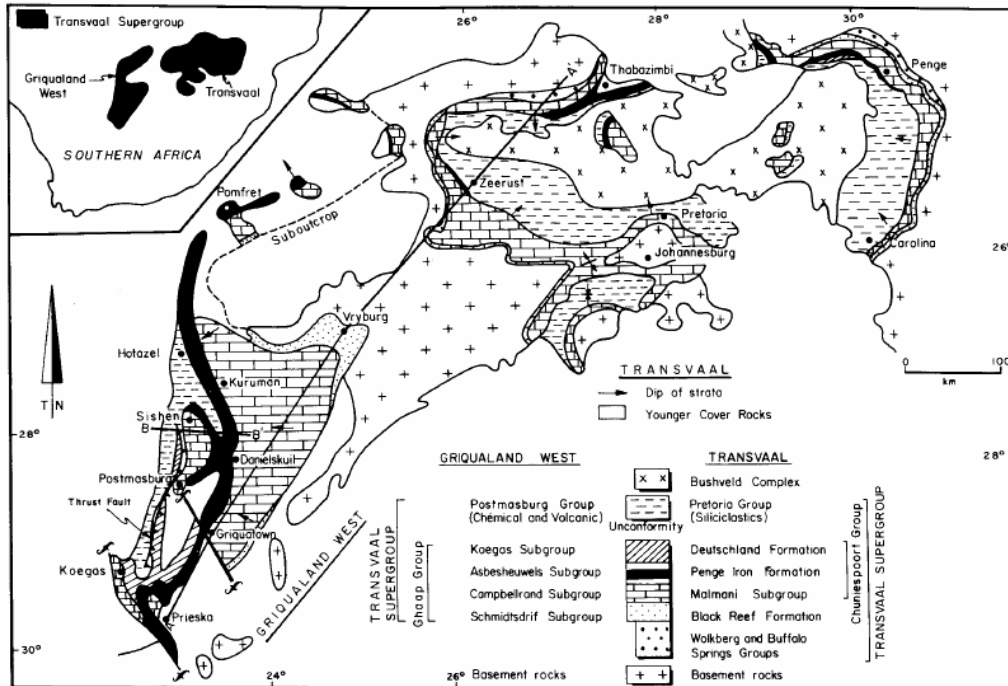 Transvaal Supergroup
Griqualand
West
Transvaal
SOUTHERN AFRICA
26°
28°
30°
A'
Thabazimbi
Penge
Zeerust
Pomfret
Suboutcrop
Pretoria
Johannesburg
Carolina
26°
Vryburg
Hotazel
Kuruman
Sishen
B
B'
28°
Danielskuil
Postmasburg
Thrust Fault
Griquatown
Koegas
Prieska
A
30°
24°
26°
GRIQUALAND WEST
T N
0
100
km
28°
TRANSVAAL
Dip of strata
Younger Cover Rocks
GRIQUALAND WEST
TRANSVAAL
x x
Bushveld Complex
Postmasburg Group
(Chemical and Volcanic)
Pretoria Group
(Siliciclastics)
Unconformity
Koegas Subgroup
Deutschland Formation
Asbesheuwels Subgroup
Penge Iron Formation
Campbellrand Subgroup
Malmani Subgroup
Schmidtsdrif Subgroup
Black Reef Formation
Wolkberg and Buffalo
Springs Groups
Basement rocks
+ +
Basement rocks
TRANSVAAL
SUPERGROUP
Ghaap Group
Chuniespoort Group
TRANSVAAL SUPERGROUP